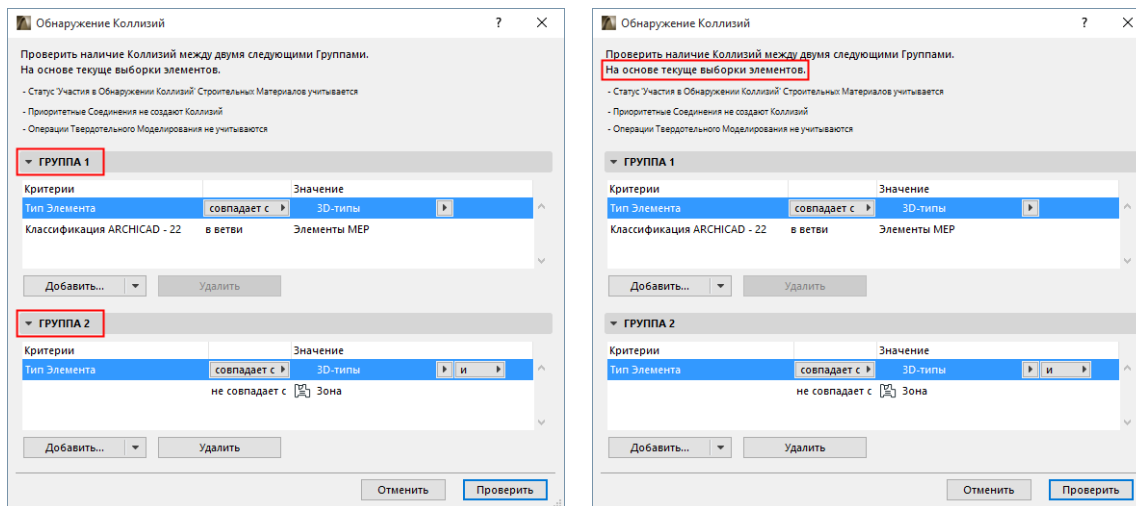 Обнаружение Коллизий ?
Проверить наличие Коллизий между двумя следующими Группами.
На основе текуще выборки элементов.
- Статус 'Участия в Обнаружении Коллизий' Строительных Материалов учитывается
- Приоритетные Соединения не создают Коллизий
- Операции Твердотельного Моделирования не учитываются
ГРУППА 1
Критерии Значение
Тип Элемента совпадает с 3D-типы
Классификация ARCHICAD - 22 в ветви Элементы MEP
Добавить... Удалить
ГРУППА 2
Критерии Значение
Тип Элемента совпадает с 3D-типы и
не совпадает с Зона
Добавить... Удалить
Отменить Проверить
Обнаружение Коллизий ?
Проверить наличие Коллизий между двумя следующими Группами.
На основе текуще выборки элементов.
- Статус 'Участия в Обнаружении Коллизий' Строительных Материалов учитывается
- Приоритетные Соединения не создают Коллизий
- Операции Твердотельного Моделирования не учитываются
ГРУППА 1
Критерии Значение
Тип Элемента совпадает с 3D-типы
Классификация ARCHICAD - 22 в ветви Элементы MEP
Добавить... Удалить
ГРУППА 2
Критерии Значение
Тип Элемента совпадает с 3D-типы и
не совпадает с Зона
Добавить... Удалить
Отменить Проверить